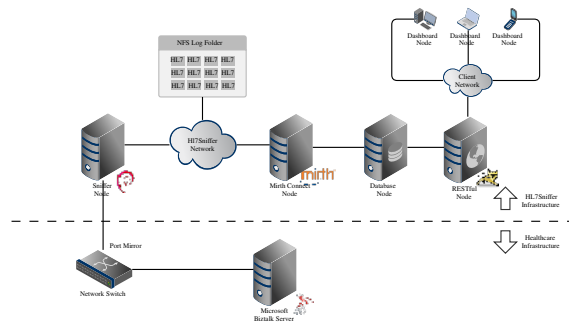 Dashboard
Node
Dashboard
Node
Dashboard
Node
NFS Log Folder
HL7 HL7 HL7 HL7
HL7 HL7 HL7 HL7
HL7 HL7 HL7 HL7
Client
Network
Hl7Sniffer
Network
Sniffer
Node
mirth
Mirth Connect
Node
Database
Node
RESTful
Node
HL7Sniffer
Infrastructure
Healthcare
Infrastructure
Port Mirror
Network Switch
Microsoft
Biztalk Server